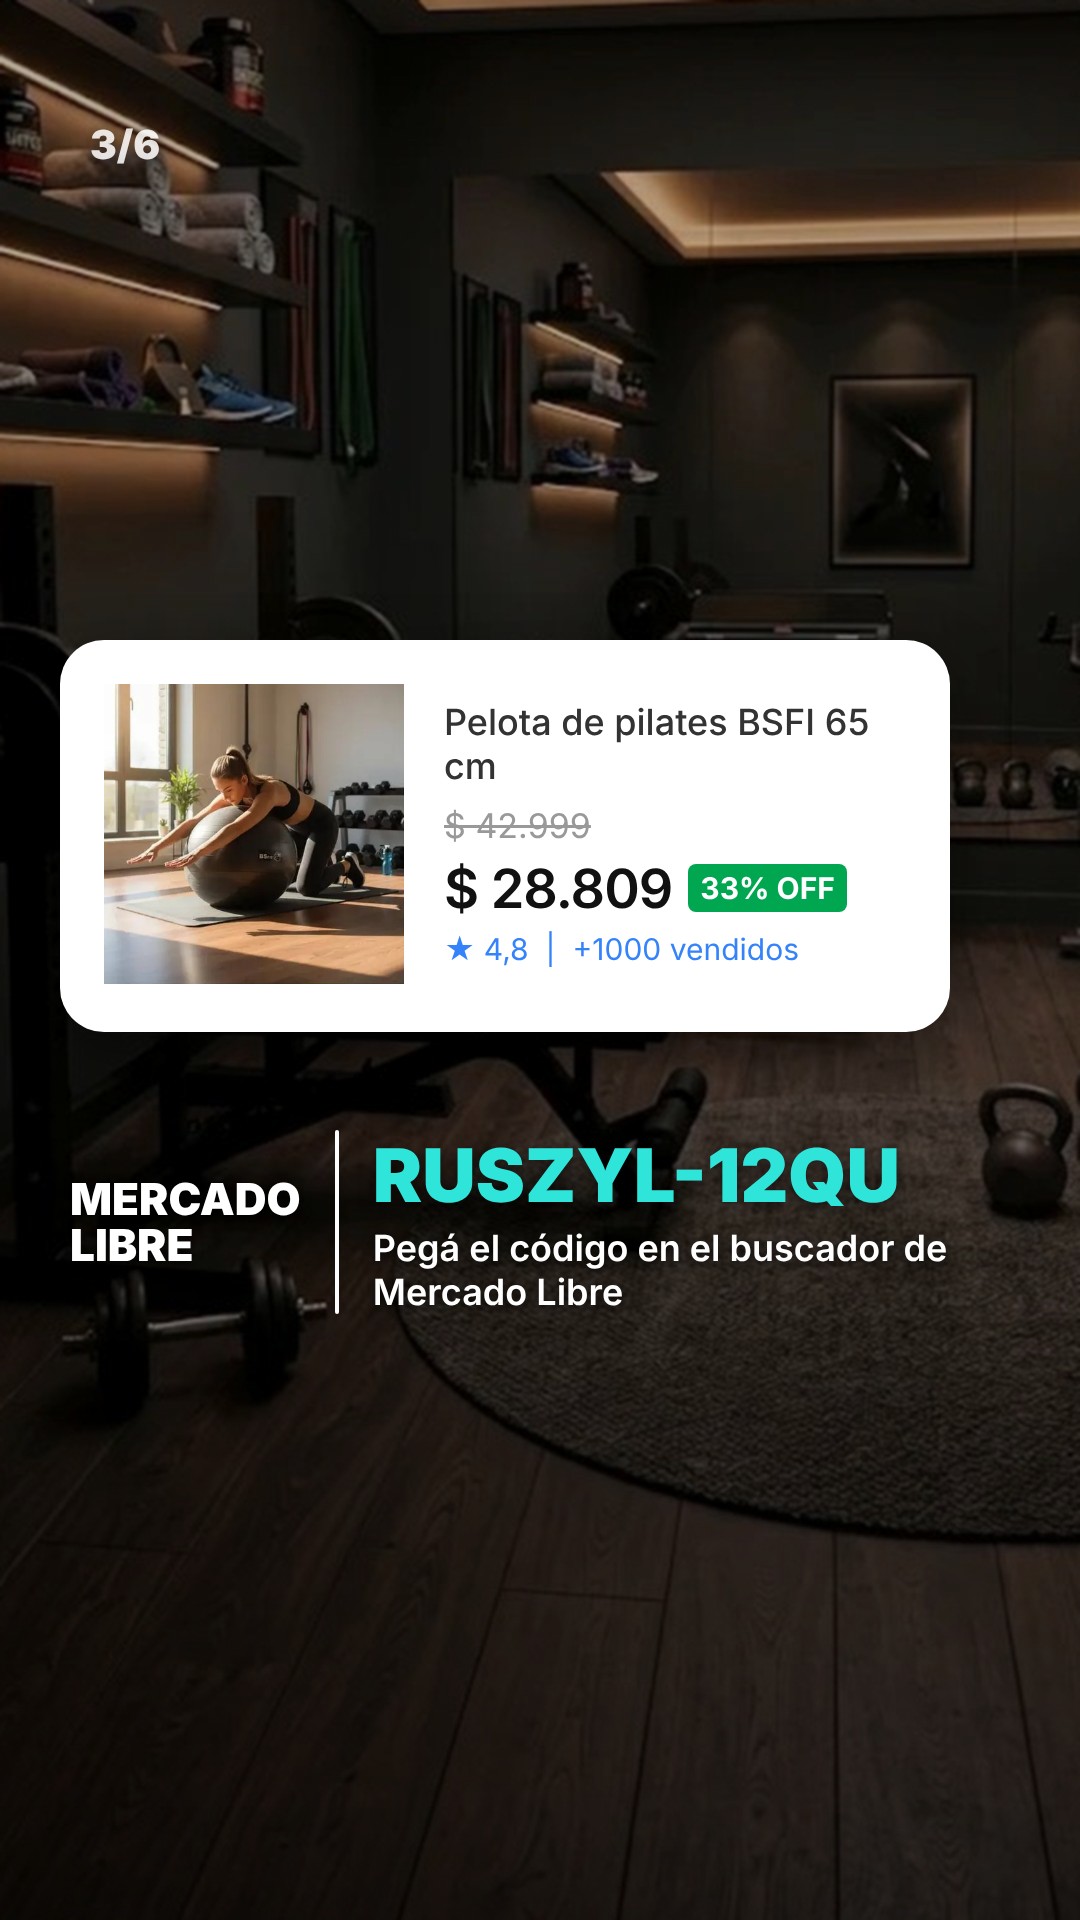 3/6
Pelota de pilates BSFI 65
cm
$ 42.999
$ 28.809 33% OFF
★ 4,8 | +1000 vendidos
MERCADO
LIBRE
RUSZYL-12QU
Pegá el código en el buscador de
Mercado Libre